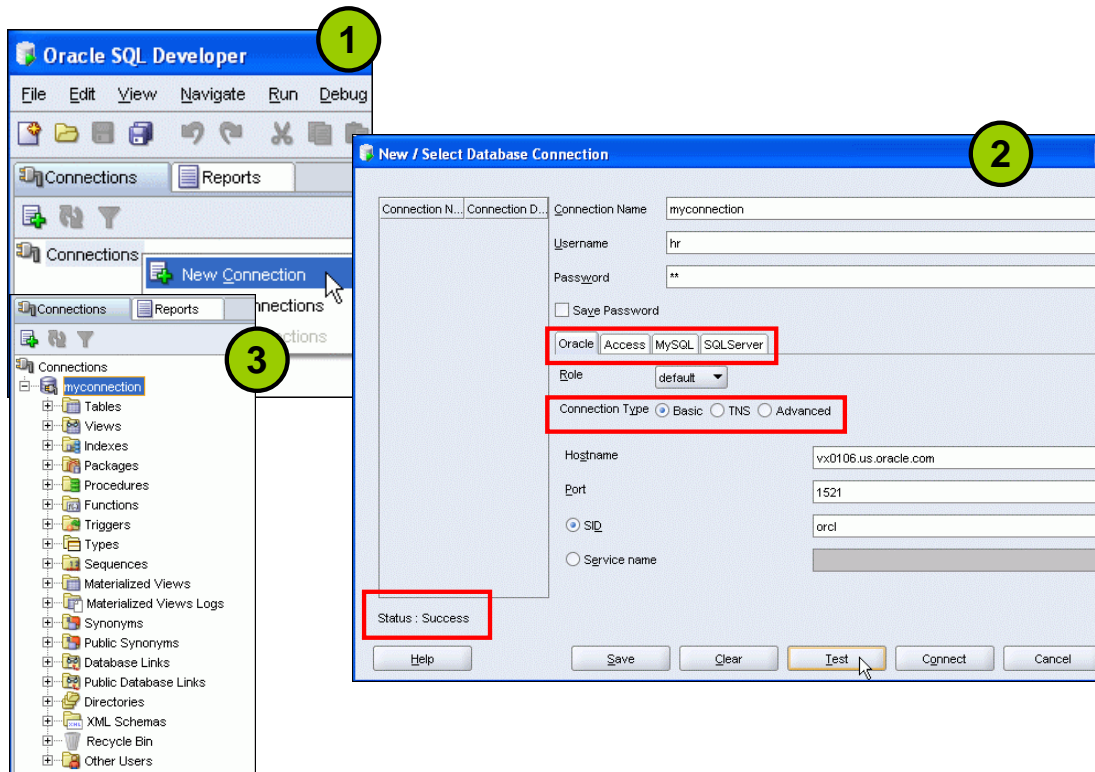 1
Oracle SQL Developer
File Edit View Navigate Run Debug
Connections Reports
Connections
New Connection
nnections
ctions
2
New / Select Database Connection
Connection N... Connection D...
Connection Name myconnection
Username hr
Password **
Save Password
Oracle Access MySQL SQLServer
Role default
Connection Type Basic TNS Advanced
Hostname vx0106.us.oracle.com
Port 1521
SID orcl
Service name
Status : Success
Help Save Clear Test Connect Cancel
3
Connections Reports
Connections
myconnection
Tables
Views
Indexes
Packages
Procedures
Functions
Triggers
Types
Sequences
Materialized Views
Materialized Views Logs
Synonyms
Public Synonyms
Database Links
Public Database Links
Directories
XML Schemas
Recycle Bin
Other Users